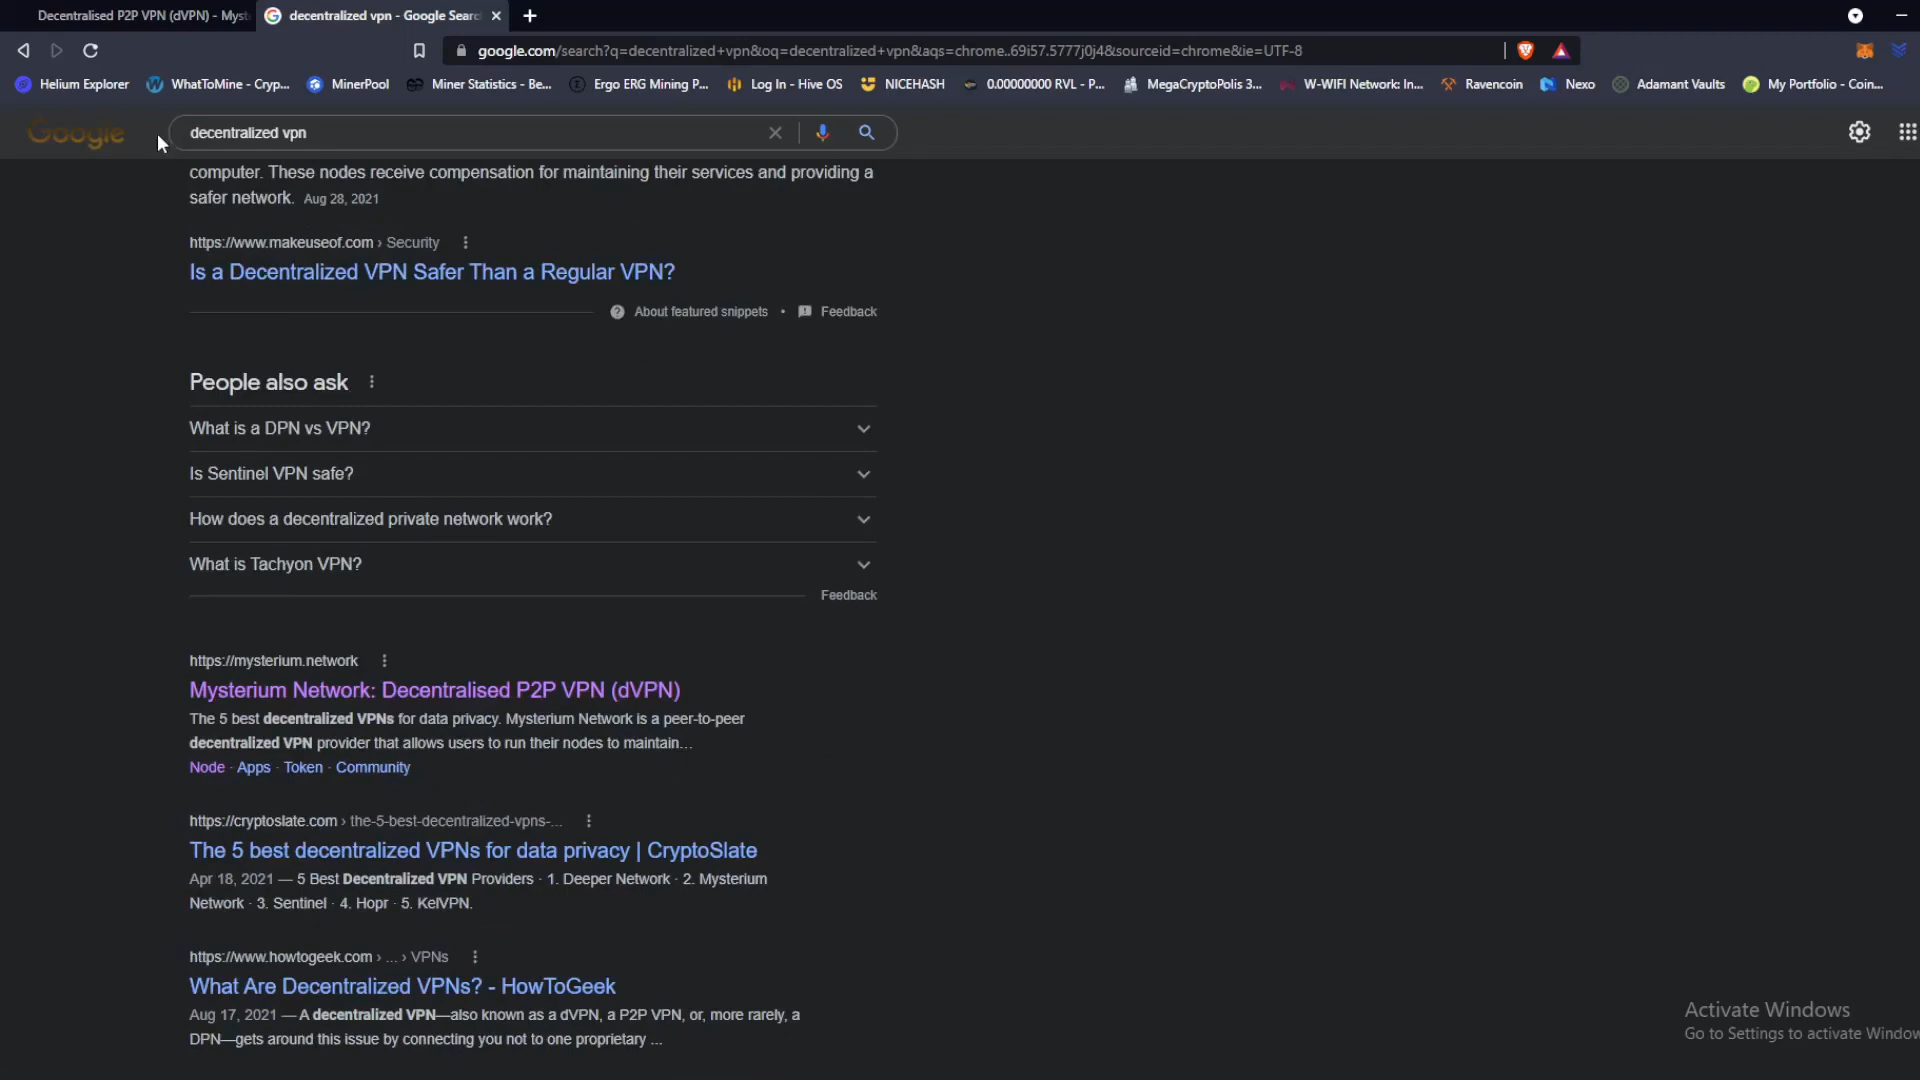 Decentralised P2P VPN (dVPN) - Myst
decentralized vpn - Google Searc
google.com/search?q=decentralized+vpn&oq=decentralized+vpn&aqs=chrome..69i57.5777j0j4&sourceid=chrome&ie=UTF-8
Helium Explorer WhatToMine - Cryp... MinerPool Miner Statistics - Be... Ergo ERG Mining P... Log In - Hive OS NICEHASH 0.00000000 RVL - P... MegaCryptoPolis 3... W-WIFI Network: In... Ravencoin Nexo Adamant Vaults My Portfolio - Coin...
Google
decentralized vpn
computer. These nodes receive compensation for maintaining their services and providing a
safer network. Aug 28, 2021
https://www.makeuseof.com › Security
Is a Decentralized VPN Safer Than a Regular VPN?
About featured snippets • Feedback
People also ask
What is a DPN vs VPN?
Is Sentinel VPN safe?
How does a decentralized private network work?
What is Tachyon VPN?
Feedback
https://mysterium.network
Mysterium Network: Decentralised P2P VPN (dVPN)
The 5 best decentralized VPNs for data privacy. Mysterium Network is a peer-to-peer
decentralized VPN provider that allows users to run their nodes to maintain...
Node · Apps · Token · Community
https://cryptoslate.com › the-5-best-decentralized-vpns-...
The 5 best decentralized VPNs for data privacy | CryptoSlate
Apr 18, 2021 — 5 Best Decentralized VPN Providers · 1. Deeper Network · 2. Mysterium
Network · 3. Sentinel · 4. Hopr · 5. KelVPN.
https://www.howtogeek.com › ... › VPNs
What Are Decentralized VPNs? - HowToGeek
Aug 17, 2021 — A decentralized VPN—also known as a dVPN, a P2P VPN, or, more rarely, a
DPN—gets around this issue by connecting you not to one proprietary ...
Activate Windows
Go to Settings to activate Window